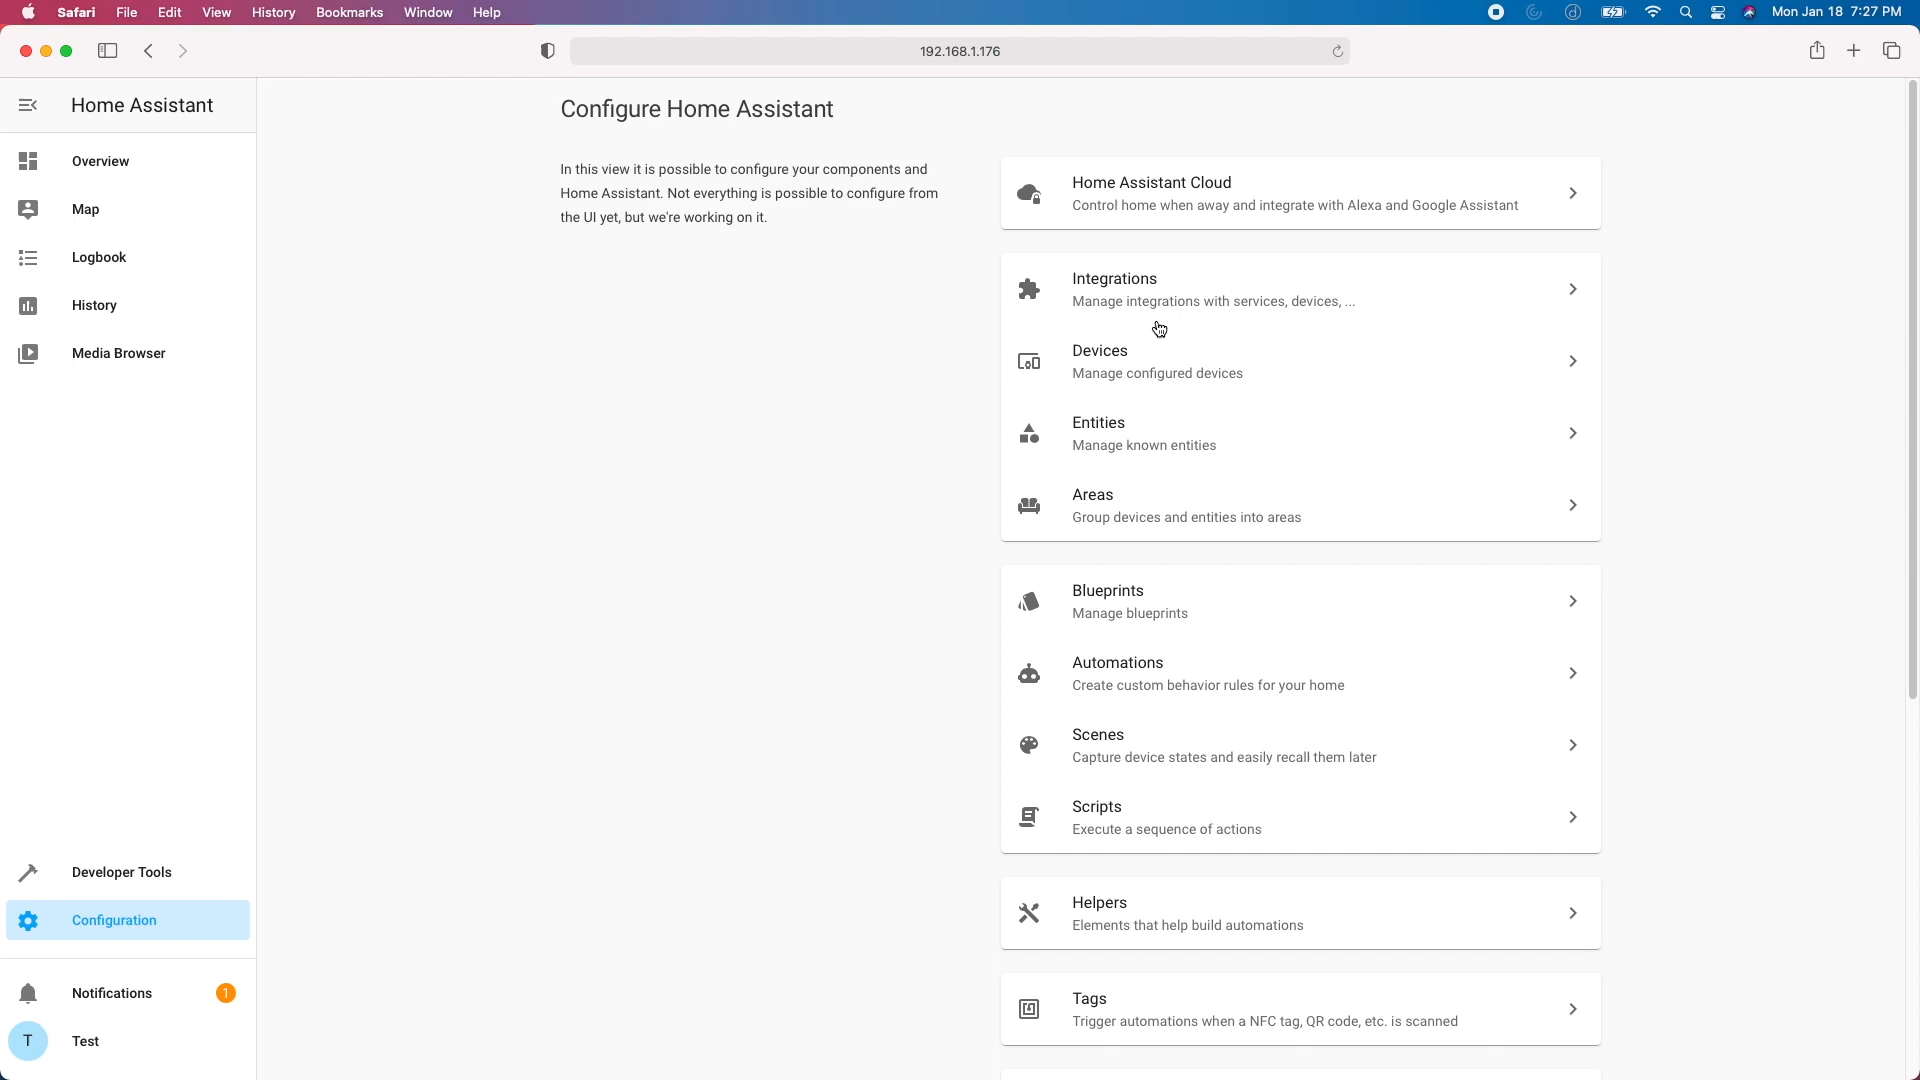 Safari File Edit View History Bookmarks Window Help Mon Jan 18 7:27 PM
192.168.1.176
Home Assistant
Overview
Map
Logbook
History
Media Browser
Developer Tools
Configuration
Notifications 1
T Test
Configure Home Assistant
In this view it is possible to configure your components and
Home Assistant. Not everything is possible to configure from
the UI yet, but we're working on it.
Home Assistant Cloud
Control home when away and integrate with Alexa and Google Assistant
Integrations
Manage integrations with services, devices, ...
Devices
Manage configured devices
Entities
Manage known entities
Areas
Group devices and entities into areas
Blueprints
Manage blueprints
Automations
Create custom behavior rules for your home
Scenes
Capture device states and easily recall them later
Scripts
Execute a sequence of actions
Helpers
Elements that help build automations
Tags
Trigger automations when a NFC tag, QR code, etc. is scanned